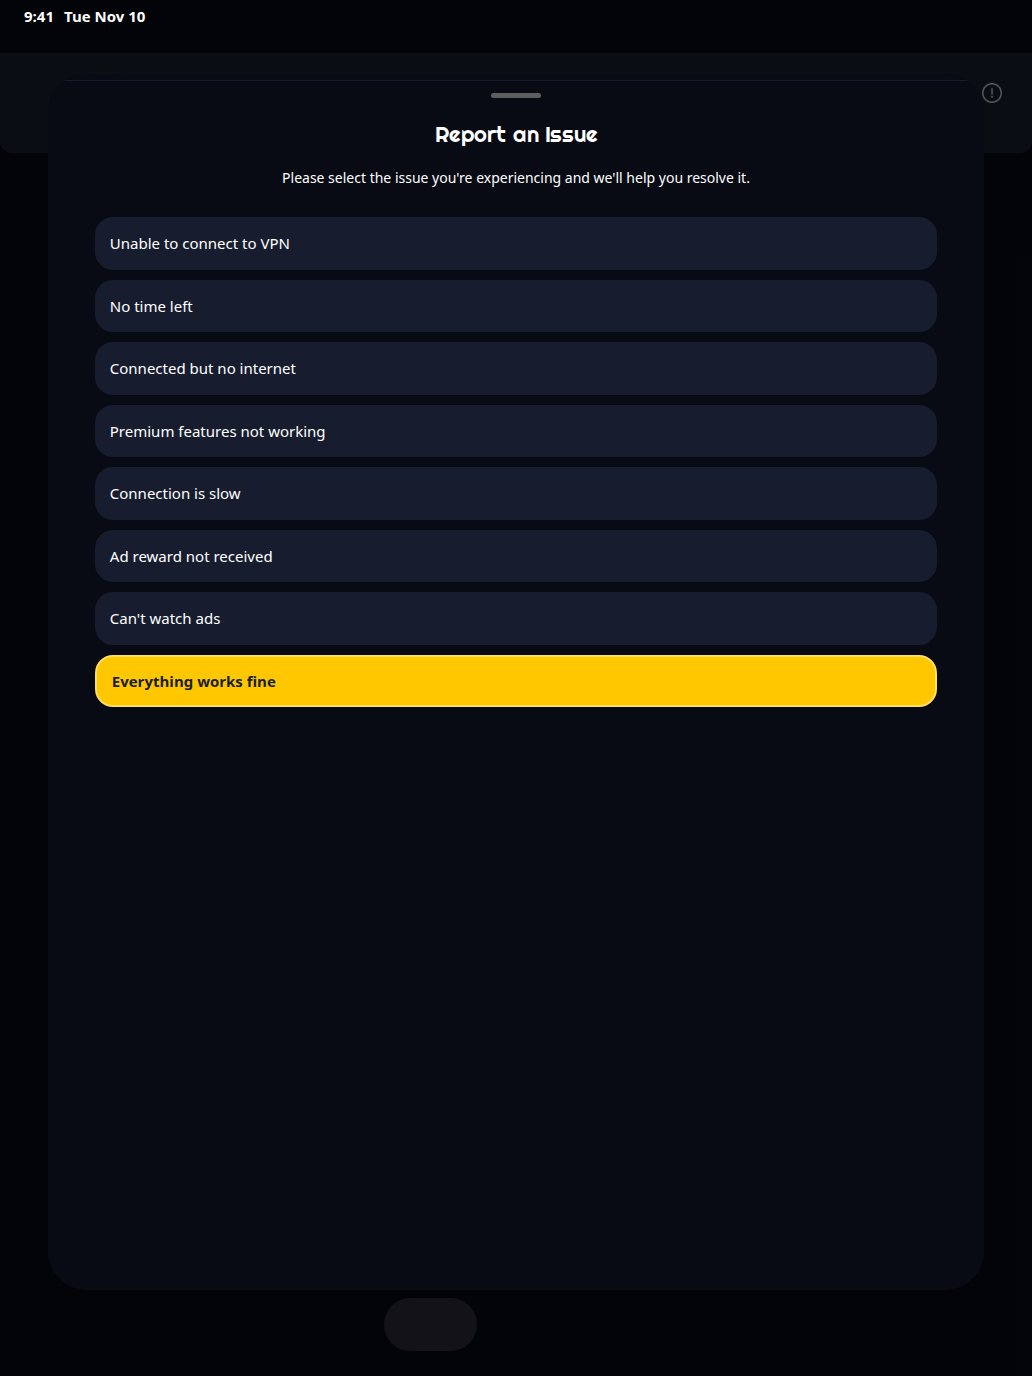 9:41 Tue Nov 10
Report an Issue
Please select the issue you're experiencing and we'll help you resolve it.
Unable to connect to VPN
No time left
Connected but no internet
Premium features not working
Connection is slow
Ad reward not received
Can't watch ads
Everything works fine